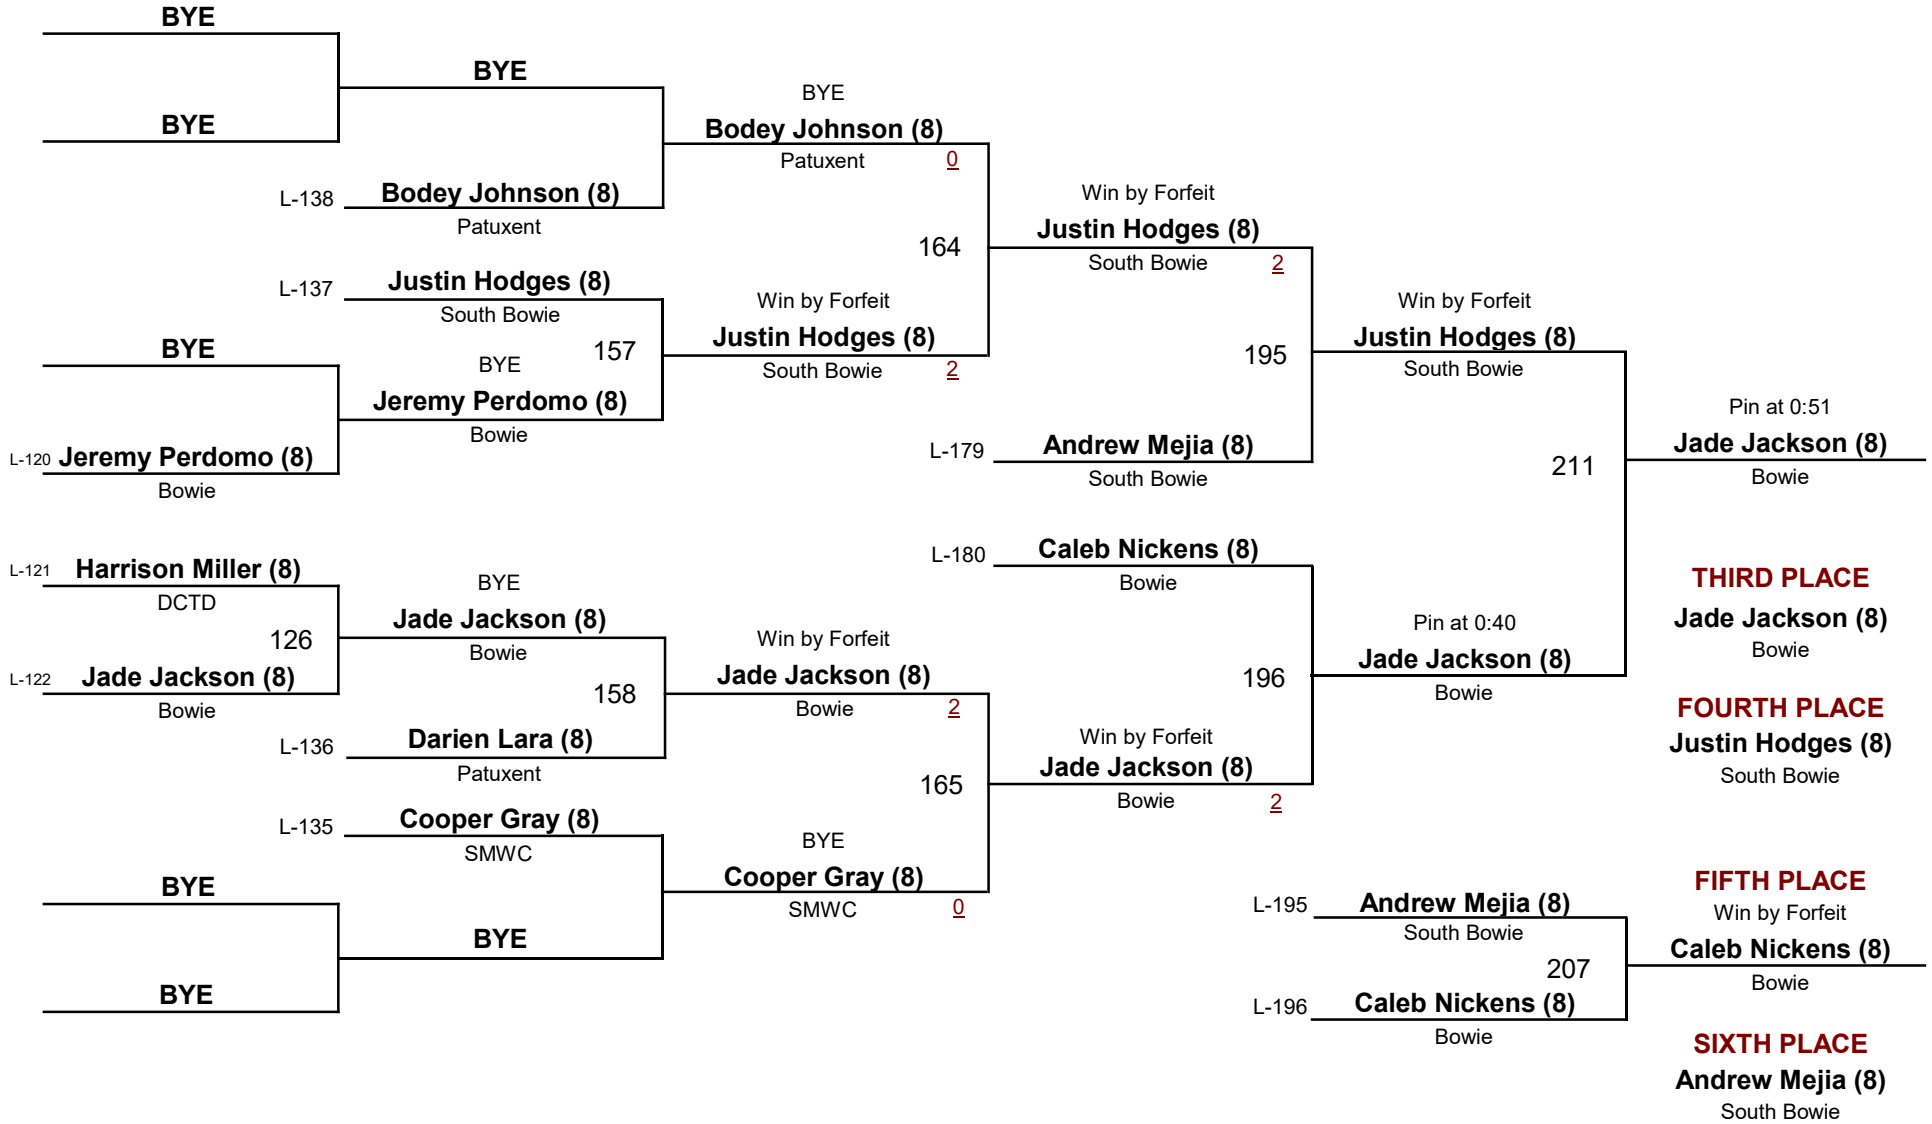 BYE
BYE
BYE
BYE
Bodey Johnson (8)
Patuxent
0
L-138 Bodey Johnson (8)
Patuxent
164
Win by Forfeit
Justin Hodges (8)
South Bowie
2
L-137 Justin Hodges (8)
South Bowie
157
BYE
BYE
Jeremy Perdomo (8)
Bowie
L-120 Jeremy Perdomo (8)
Bowie
Win by Forfeit
Justin Hodges (8)
South Bowie
2
195
Win by Forfeit
Justin Hodges (8)
South Bowie
L-179 Andrew Mejia (8)
South Bowie
211
Pin at 0:51
Jade Jackson (8)
Bowie
L-121 Harrison Miller (8)
DCTD
126
L-122 Jade Jackson (8)
Bowie
BYE
Jade Jackson (8)
Bowie
158
L-136 Darien Lara (8)
Patuxent
Win by Forfeit
Jade Jackson (8)
Bowie
2
L-180 Caleb Nickens (8)
Bowie
196
Pin at 0:40
Jade Jackson (8)
Bowie
Win by Forfeit
Jade Jackson (8)
Bowie
2
165
L-135 Cooper Gray (8)
SMWC
BYE
Cooper Gray (8)
SMWC
0
BYE
BYE
BYE
THIRD PLACE
Jade Jackson (8)
Bowie
FOURTH PLACE
Justin Hodges (8)
South Bowie
L-195 Andrew Mejia (8)
South Bowie
207
L-196 Caleb Nickens (8)
Bowie
FIFTH PLACE
Win by Forfeit
Caleb Nickens (8)
Bowie
SIXTH PLACE
Andrew Mejia (8)
South Bowie